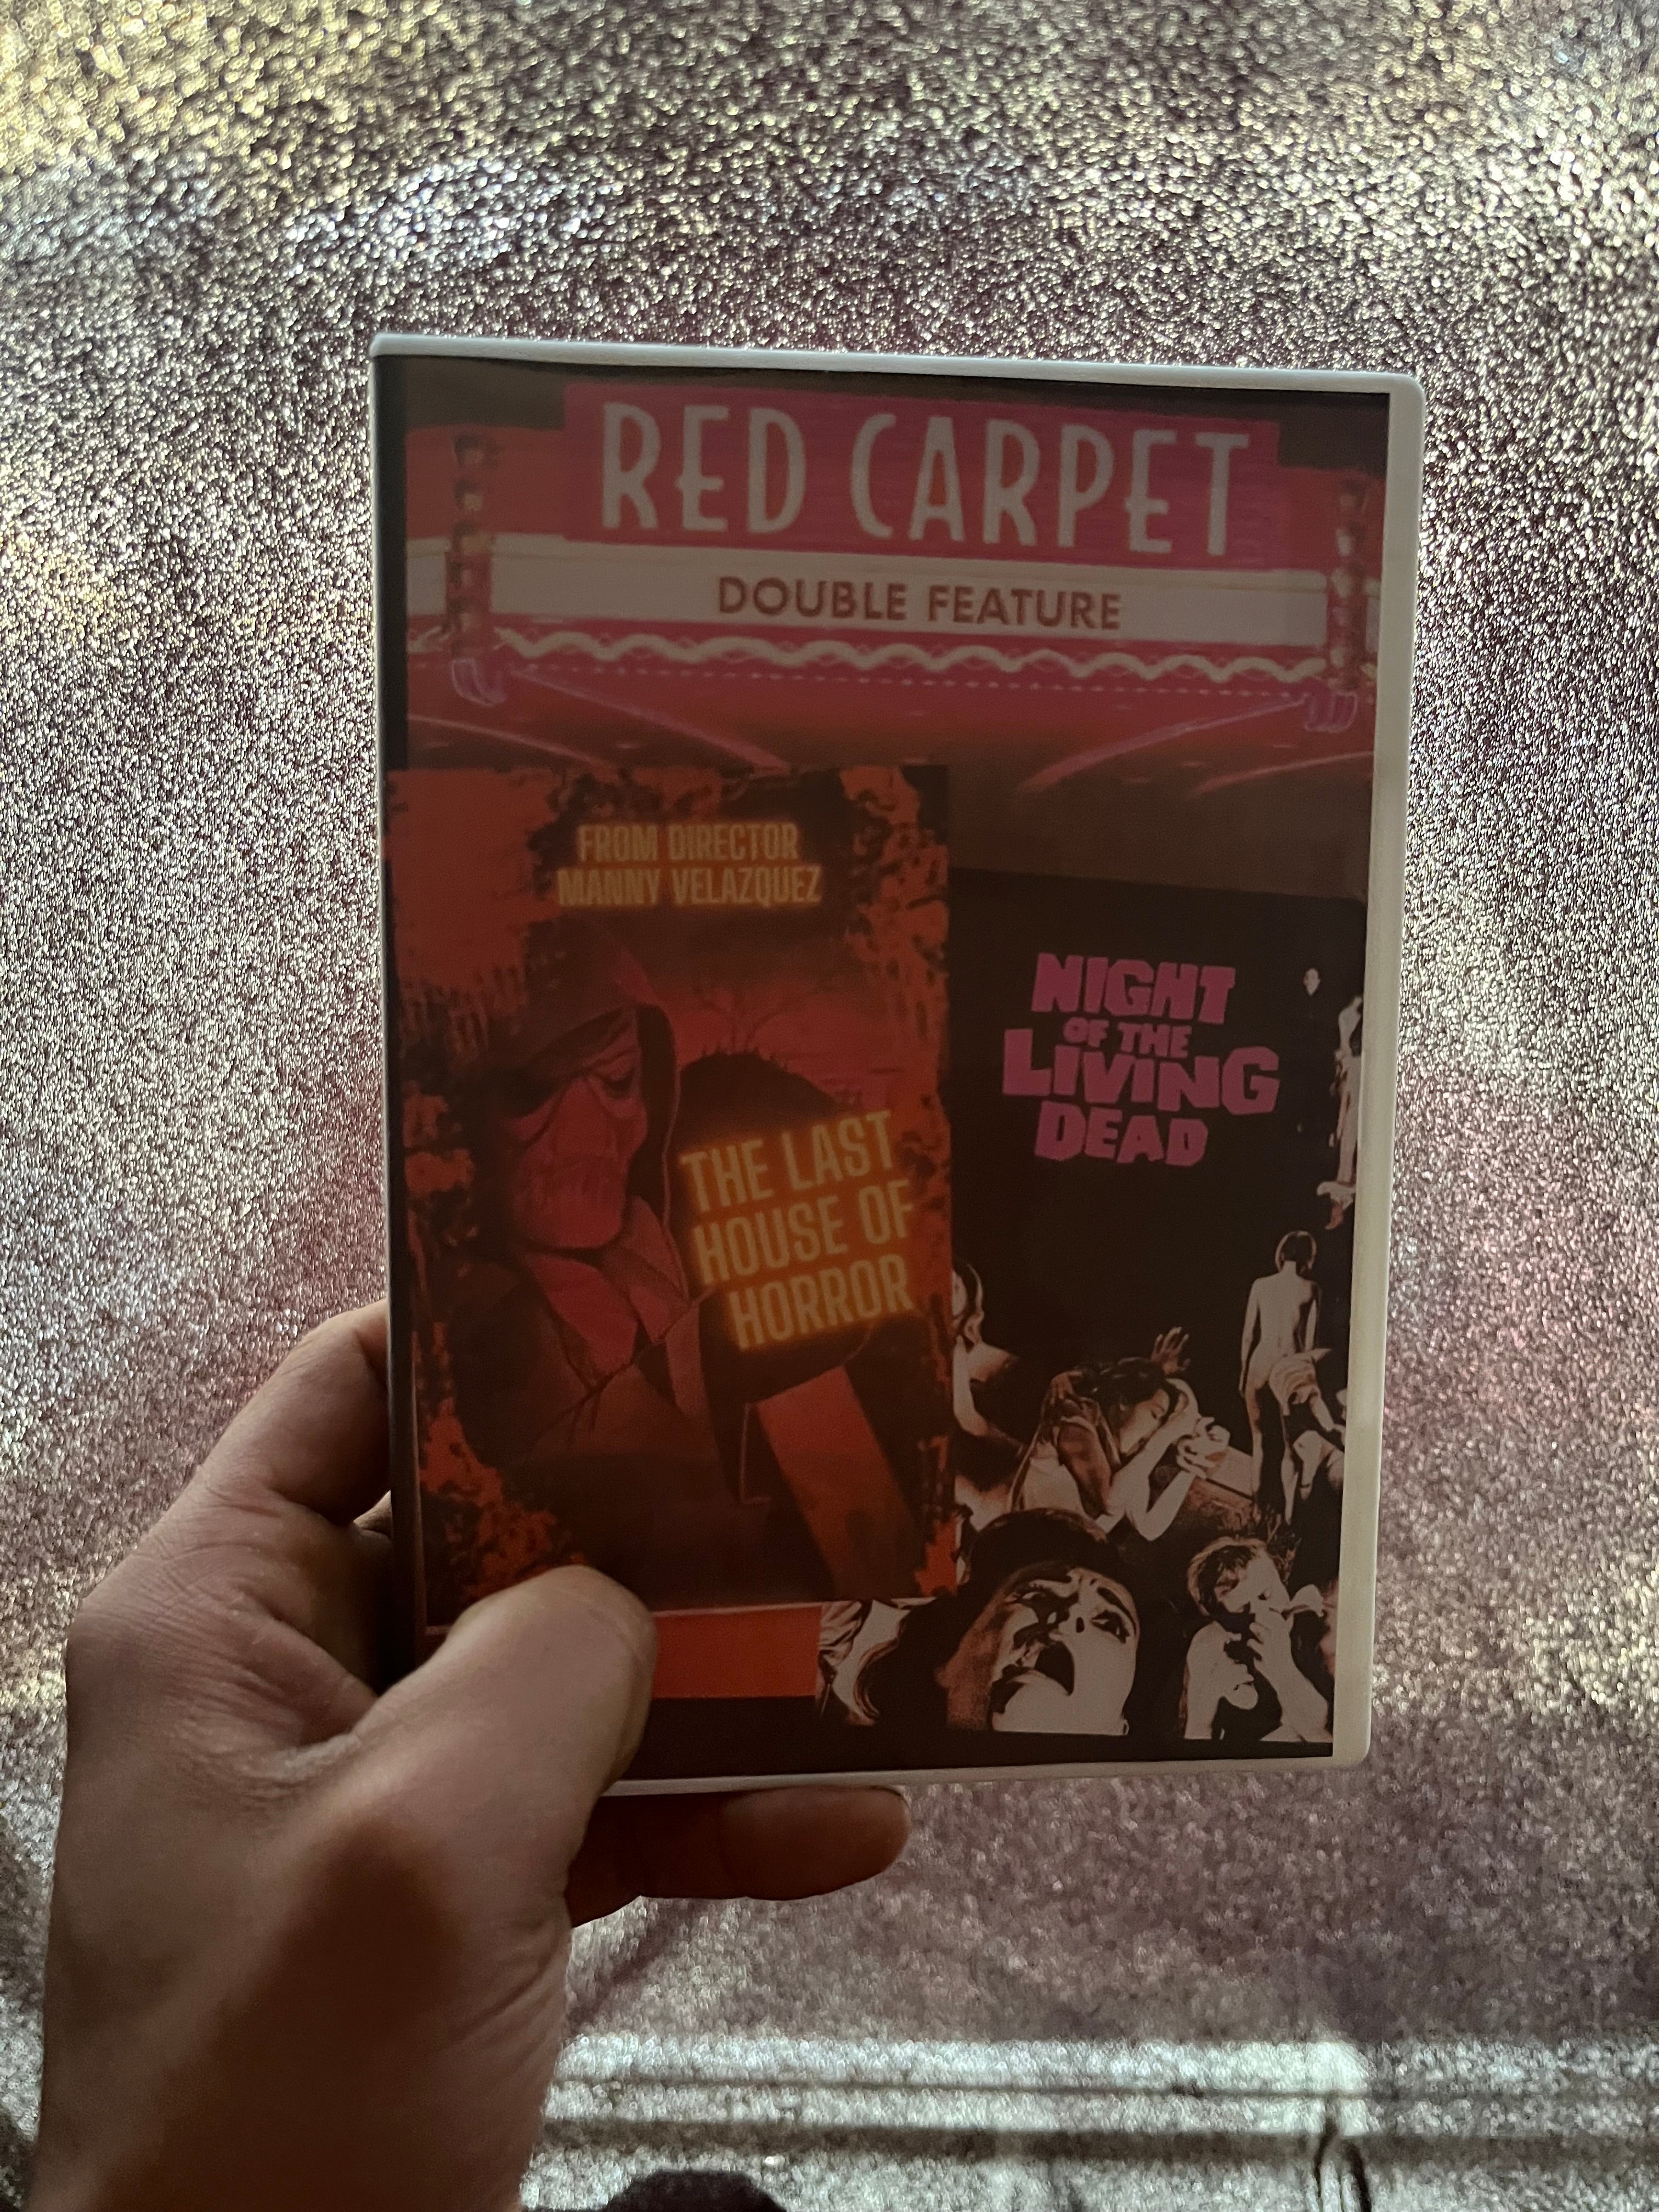 RED CARPET
DOUBLE FEATURE
FROM DIRECTOR
MANNY VELAZQUEZ
THE LAST
HOUSE OF
HORROR
NIGHT
OF THE
LIVING
DEAD